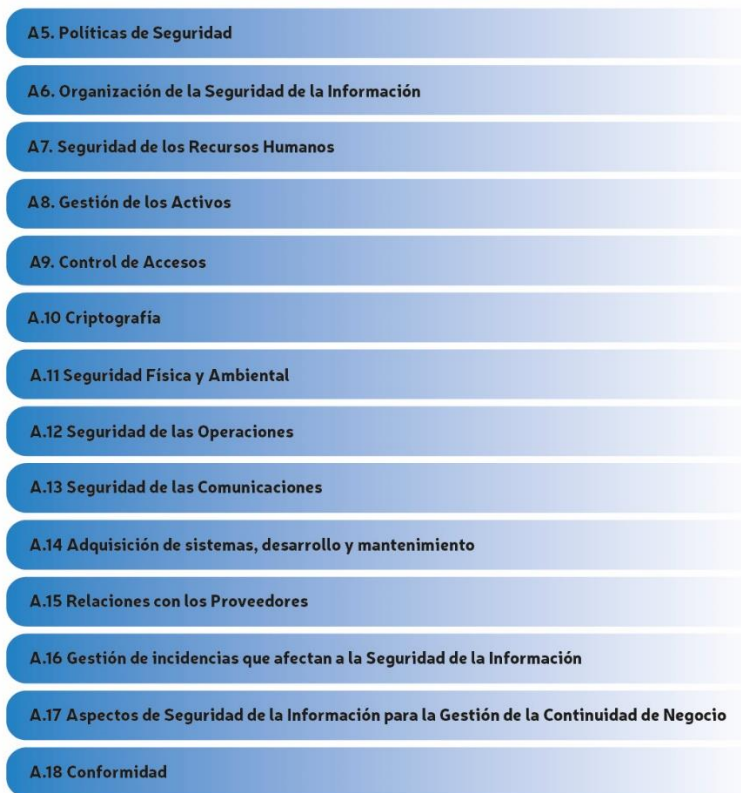 A5. Políticas de Seguridad
A6. Organización de la Seguridad de la Información
A7. Seguridad de los Recursos Humanos
A8. Gestión de los Activos
A9. Control de Accesos
A.10 Criptografía
A.11 Seguridad Física y Ambiental
A.12 Seguridad de las Operaciones
A.13 Seguridad de las Comunicaciones
A.14 Adquisición de sistemas, desarrollo y mantenimiento
A.15 Relaciones con los Proveedores
A.16 Gestión de incidencias que afectan a la Seguridad de la Información
A.17 Aspectos de Seguridad de la Información para la Gestión de la Continuidad de Negocio
A.18 Conformidad